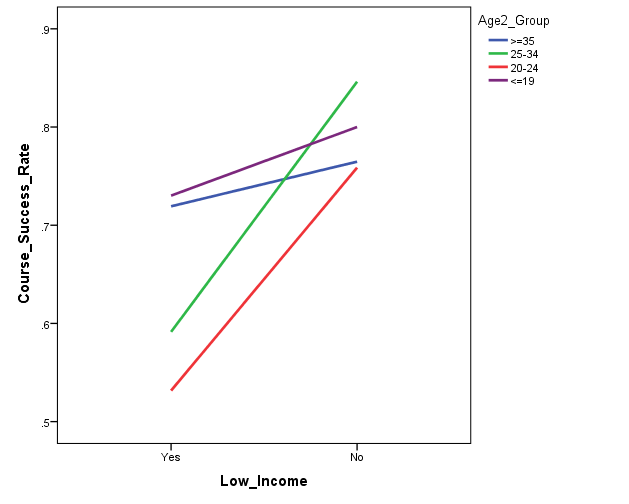 Age2_Group
>=35
25-34
20-24
<=19
.9
.8
.7
.6
.5
Course_Success_Rate
Yes
No
Low_Income